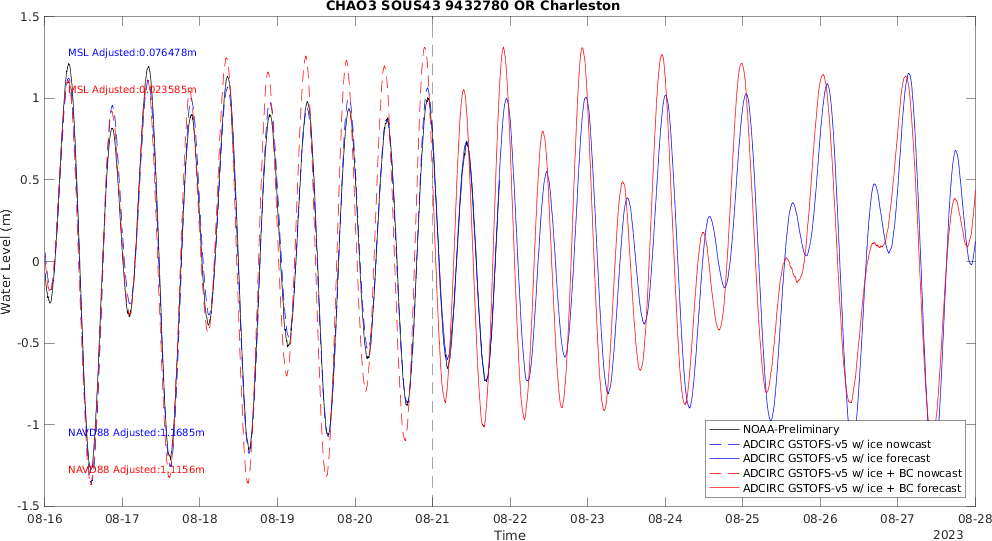 CHAO3 SOUS43 9432780 OR Charleston
1.5
1
0.5
0
-0.5
-1
-1.5
Water Level (m)
MSL Adjusted:0.076478m
MSL Adjusted:0.023585m
NAVD88 Adjusted:1.1685m
NAVD88 Adjusted:1.1156m
NOAA-Preliminary
ADCIRC GSTOFS-v5 w/ ice nowcast
ADCIRC GSTOFS-v5 w/ ice forecast
ADCIRC GSTOFS-v5 w/ ice + BC nowcast
ADCIRC GSTOFS-v5 w/ ice + BC forecast
08-16 08-17 08-18 08-19 08-20 08-21 08-22 08-23 08-24 08-25 08-26 08-27 08-28
Time
2023